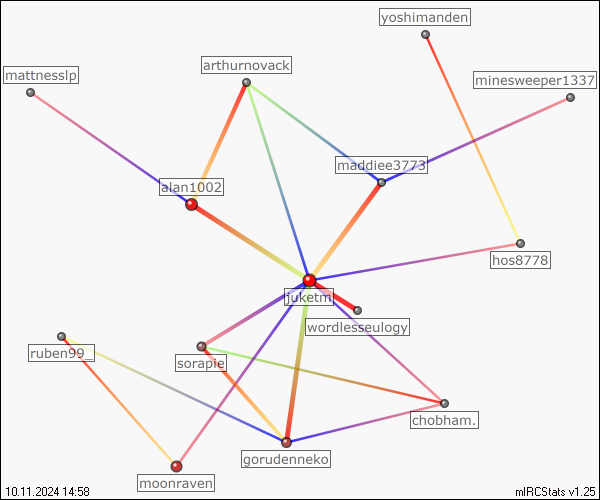 yoshimanden
arthurnovack
mattnesslp
minesweeper1337
maddiee3773
alan1002
hos8778
juketm
wordlesseulogy
ruben99_
sorapie
chobham.
gorudenneko
moonraven
10.11.2024 14:58
mIRCStats v1.25